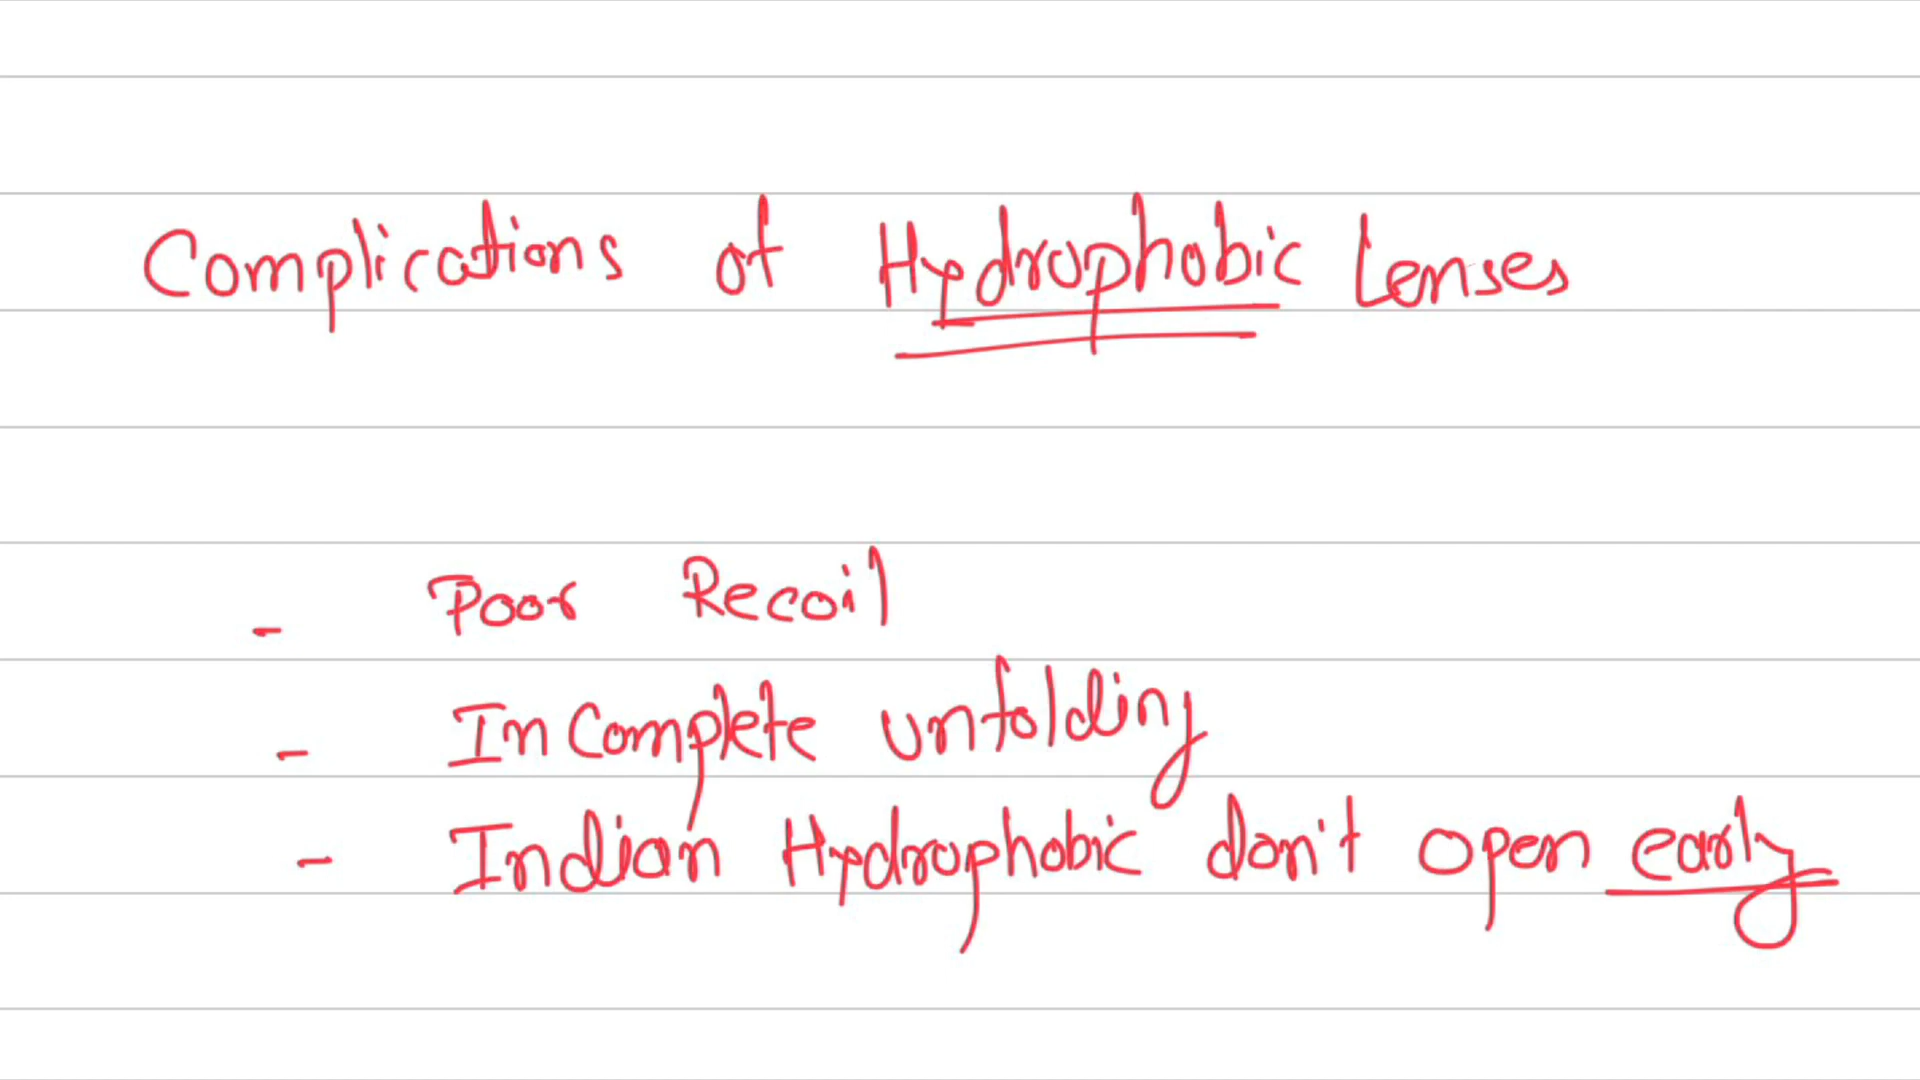 Complications of Hydrophobic Lenses
- Poor Recoil
- InComplete unfolding
- Indian Hydrophobic don't open early